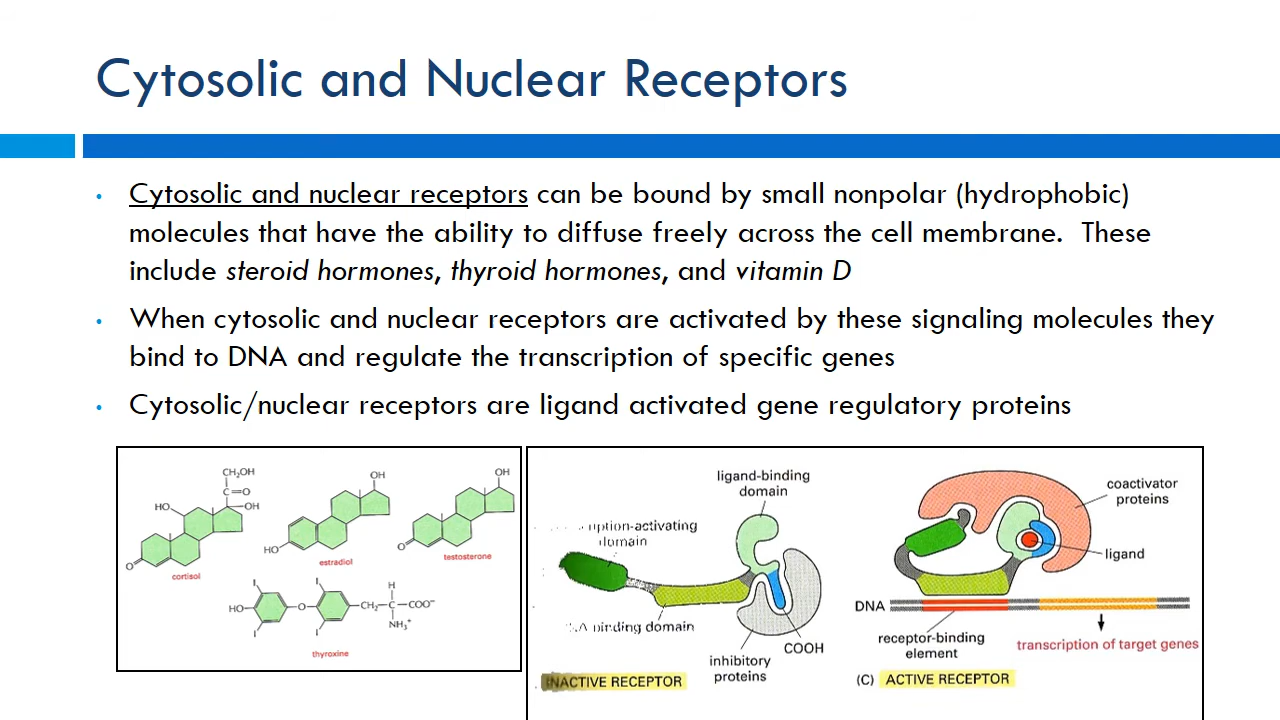 Cytosolic and Nuclear Receptors
• Cytosolic and nuclear receptors can be bound by small nonpolar (hydrophobic)
molecules that have the ability to diffuse freely across the cell membrane. These
include steroid hormones, thyroid hormones, and vitamin D
• When cytosolic and nuclear receptors are activated by these signaling molecules they
bind to DNA and regulate the transcription of specific genes
• Cytosolic/nuclear receptors are ligand activated gene regulatory proteins
CH₂OH
C=O
HO
OH
O
cortisol
OH
HO
estradiol
OH
O
testosterone
I
I
H
HO
O
CH₂—C—COO⁻
I
I
NH₃⁺
thyroxine
ligand-binding
domain
-activating
domain
binding domain
COOH
inhibitory
proteins
INACTIVE RECEPTOR
coactivator
proteins
ligand
DNA
receptor-binding
element
transcription of target genes
(C) ACTIVE RECEPTOR